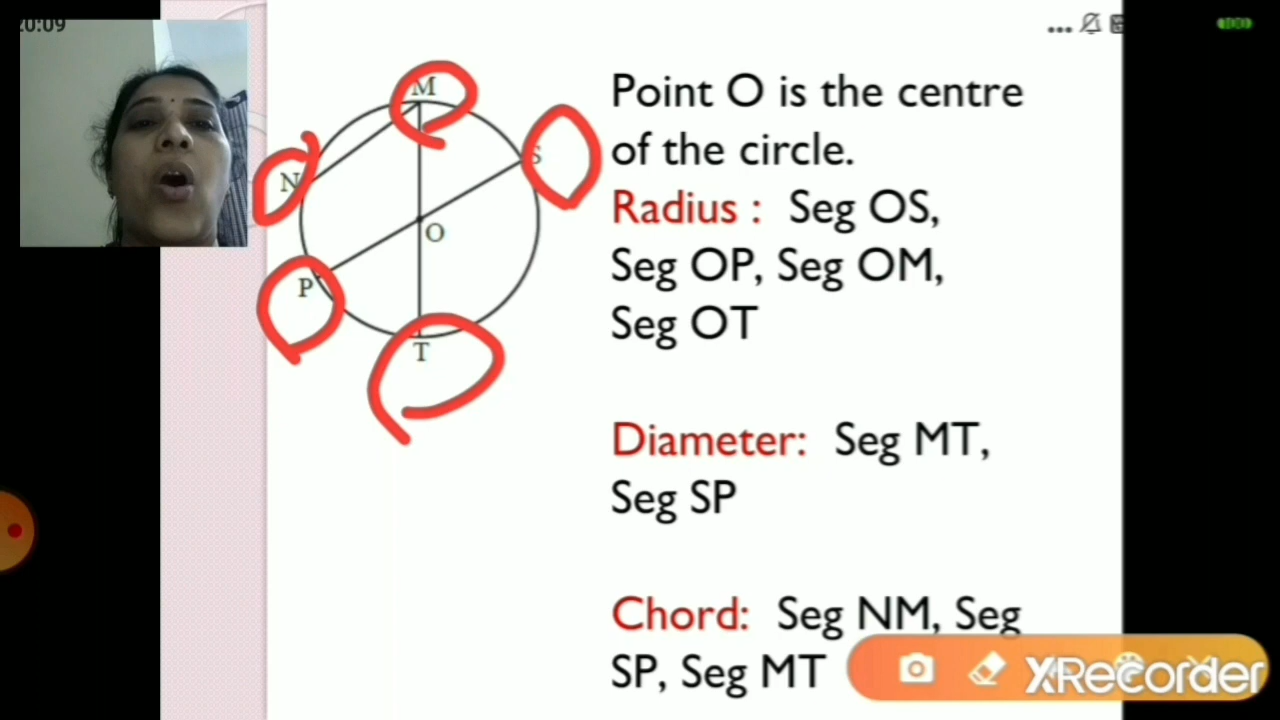 20:09
100
M
S
N
O
P
T
Point O is the centre
of the circle.
Radius : Seg OS,
Seg OP, Seg OM,
Seg OT
Diameter: Seg MT,
Seg SP
Chord: Seg NM, Seg
SP, Seg MT
XRecorder